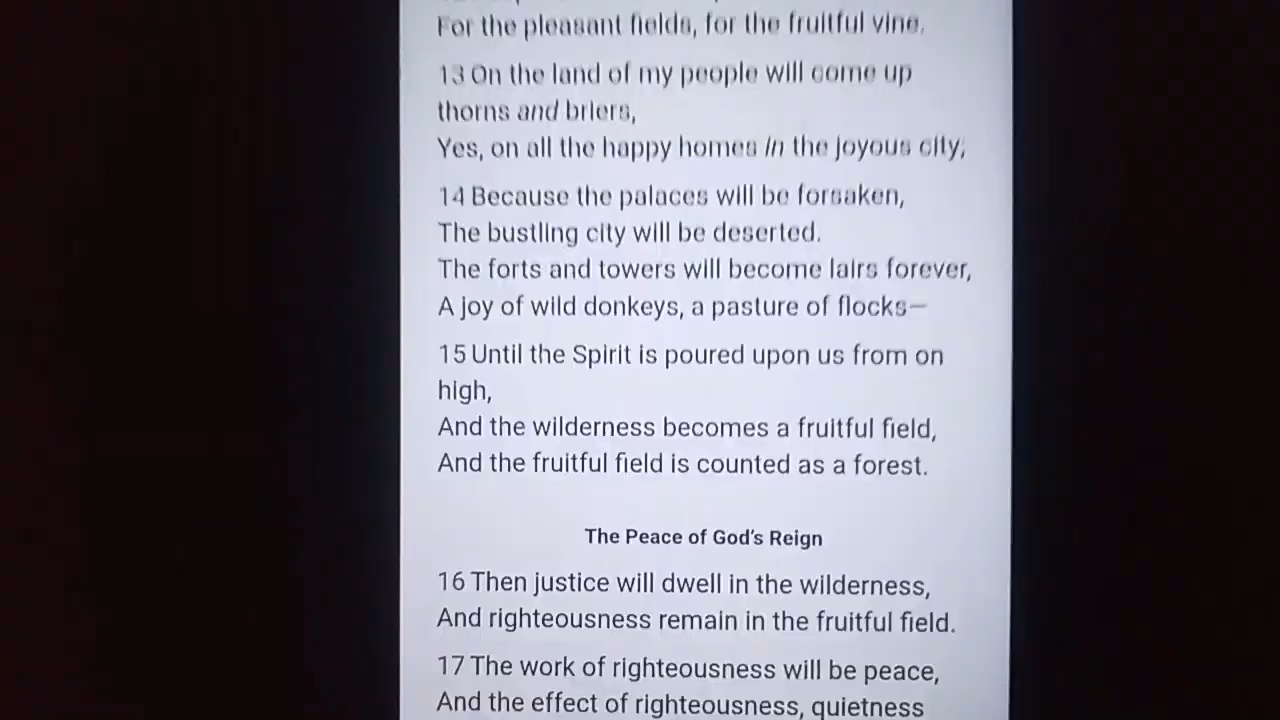 For the pleasant fields, for the fruitful vine.
13 On the land of my people will come up
thorns and briers,
Yes, on all the happy homes in the joyous city;
14 Because the palaces will be forsaken,
The bustling city will be deserted.
The forts and towers will become lairs forever,
A joy of wild donkeys, a pasture of flocks—
15 Until the Spirit is poured upon us from on
high,
And the wilderness becomes a fruitful field,
And the fruitful field is counted as a forest.
The Peace of God's Reign
16 Then justice will dwell in the wilderness,
And righteousness remain in the fruitful field.
17 The work of righteousness will be peace,
And the effect of righteousness, quietness